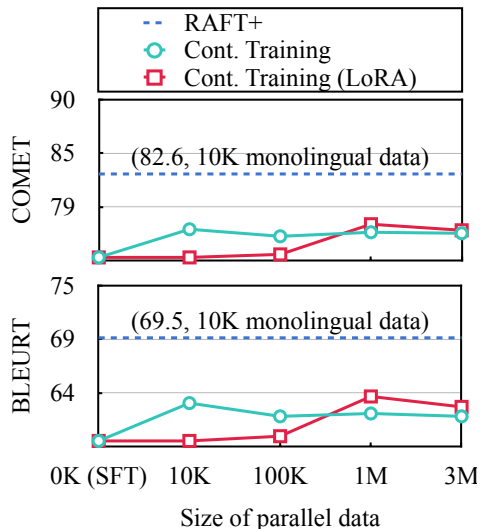 RAFT+
Cont. Training
Cont. Training (LoRA)
COMET
90
85
79
(82.6, 10K monolingual data)
BLEURT
75
69
64
(69.5, 10K monolingual data)
0K (SFT) 10K 100K 1M 3M
Size of parallel data